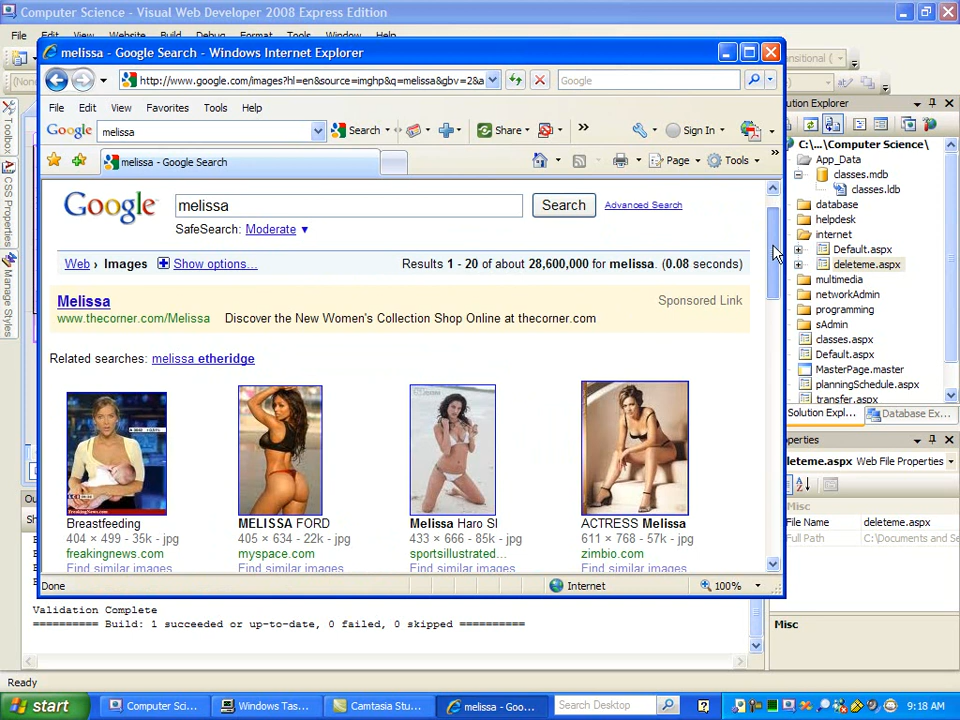 Computer Science - Visual Web Developer 2008 Express Edition
File Edit View Website Build Debug Format Tools Window Help
melissa - Google Search - Windows Internet Explorer
http://www.google.com/images?hl=en&source=imghp&q=melissa&gbv=2&a
Google
File Edit View Favorites Tools Help
Google melissa Search Share Sign In
melissa - Google Search
Page Tools
Google melissa Search Advanced Search
SafeSearch: Moderate ▼
Web › Images Show options... Results 1 - 20 of about 28,600,000 for melissa. (0.08 seconds)
Melissa Sponsored Link
www.thecorner.com/Melissa Discover the New Women's Collection Shop Online at thecorner.com
Related searches: melissa etheridge
Breastfeeding
404 × 499 - 35k - jpg
freakingnews.com
Find similar images
MELISSA FORD
405 × 634 - 22k - jpg
myspace.com
Find similar images
Melissa Haro SI
433 × 666 - 85k - jpg
sportsillustrated...
Find similar images
ACTRESS Melissa
611 × 768 - 57k - jpg
zimbio.com
Find similar images
Done Internet 100%
Toolbox
CSS Properties
Manage Styles
ution Explorer
C:\...\Computer Science\
App_Data
classes.mdb
classes.ldb
database
helpdesk
internet
Default.aspx
deleteme.aspx
multimedia
networkAdmin
programming
sAdmin
classes.aspx
Default.aspx
MasterPage.master
planningSchedule.aspx
transfer.aspx
Solution Expl... Database Ex...
operties
leteme.aspx Web File Properties
Misc
File Name deleteme.aspx
Full Path C:\Documents and Se
Misc
Validation Complete
========== Build: 1 succeeded or up-to-date, 0 failed, 0 skipped ==========
Ready
start Computer Sci... Windows Tas... Camtasia Stu... melissa - Goo... Search Desktop 9:18 AM